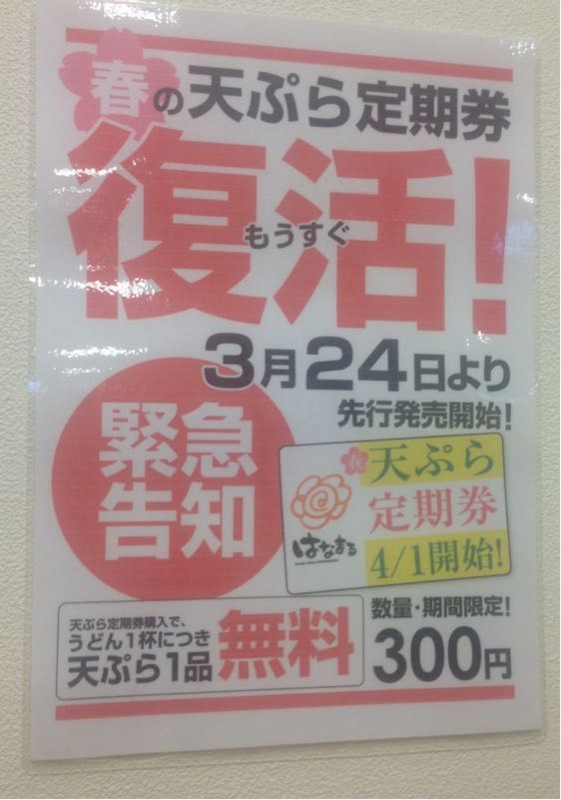 春の天ぷら定期券
復活!
もうすぐ
3月24日より
先行発売開始!
緊急
告知
天ぷら
定期券
4/1開始!
はなまる
天ぷら定期券購入で、
うどん1杯につき
天ぷら1品 無料
数量・期間限定!
300円